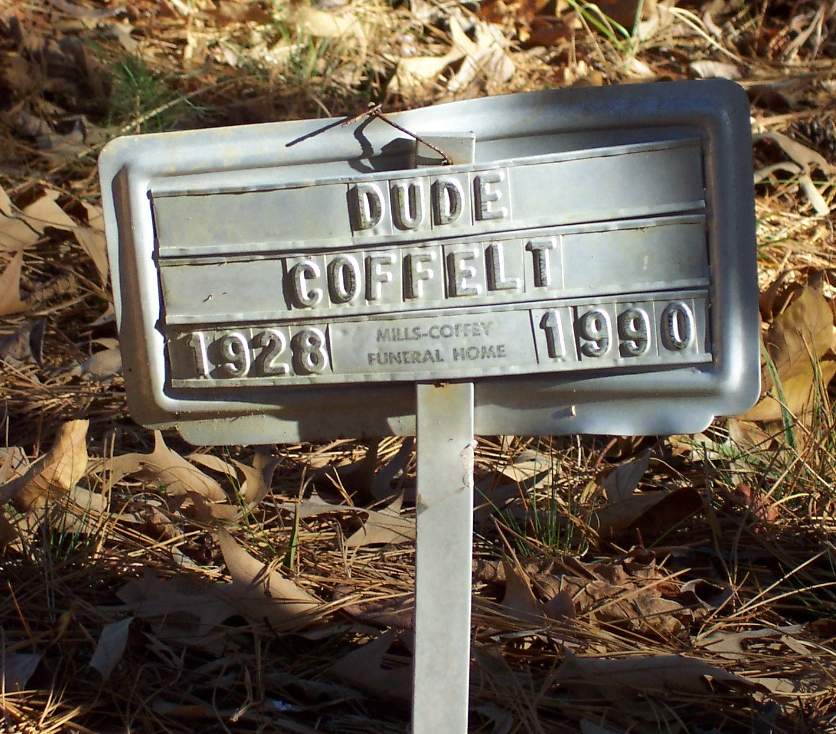 DUDE
COFFELT
1928 MILLS-COFFEY FUNERAL HOME 1990